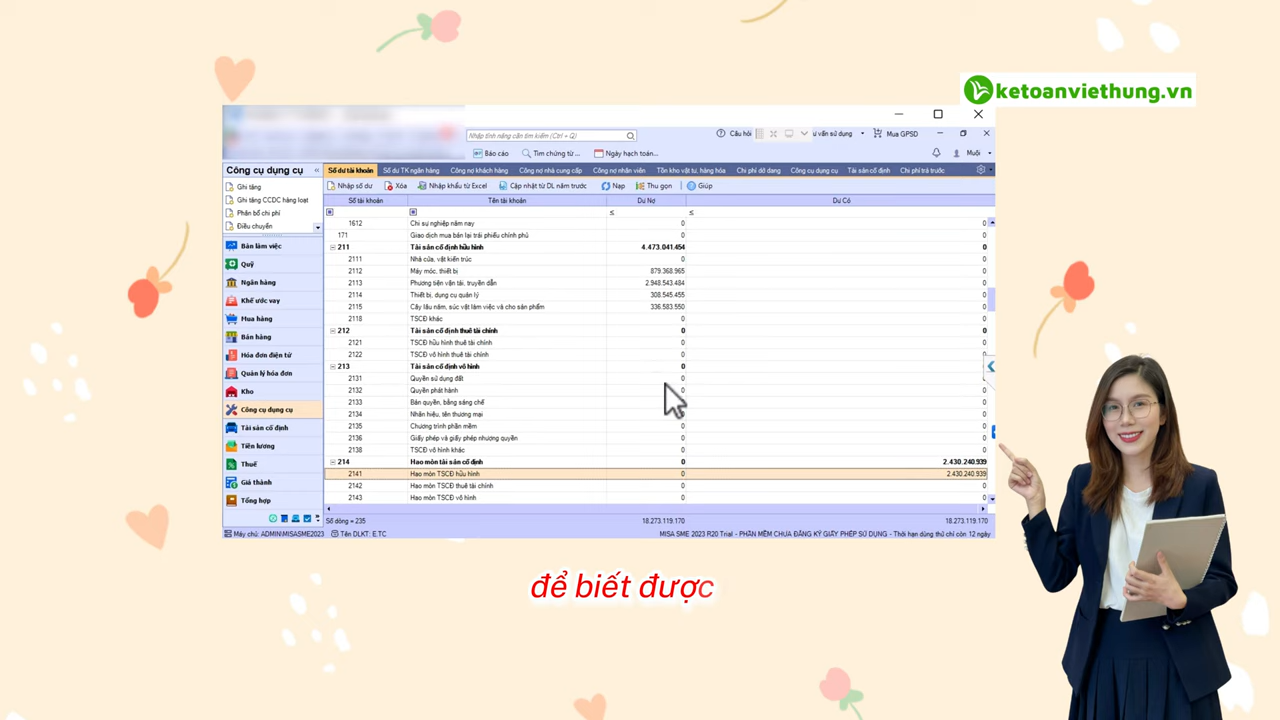 ketoanviethung.vn
Nhập tính năng cần tìm kiếm (Ctrl + Q)
Câu hỏi
ư vấn sử dụng
Mua GPSD
Báo cáo
Tìm chứng từ...
Ngày hạch toán...
Muội
Công cụ dụng cụ
Số dư tài khoản
Số dư TK ngân hàng
Công nợ khách hàng
Công nợ nhà cung cấp
Công nợ nhân viên
Tồn kho vật tư, hàng hóa
Chi phí dở dang
Công cụ dụng cụ
Tài sản cố định
Chi phí trả trước
Nhập số dư
Xóa
Nhập khẩu từ Excel
Cập nhật từ DL năm trước
Nạp
Thu gọn
Giúp
Ghi tăng
Ghi tăng CCDC hàng loạt
Phân bổ chi phí
Điều chuyển
Bàn làm việc
Quỹ
Ngân hàng
Khế ước vay
Mua hàng
Bán hàng
Hóa đơn điện tử
Quản lý hóa đơn
Kho
Công cụ dụng cụ
Tài sản cố định
Tiền lương
Thuế
Giá thành
Tổng hợp
Số tài khoản Tên tài khoản Dư Nợ Dư Có
≤ ≤
1612 Chi sự nghiệp năm nay 0 0
171 Giao dịch mua bán lại trái phiếu chính phủ 0 0
211 Tài sản cố định hữu hình 4.473.041.454 0
2111 Nhà cửa, vật kiến trúc 0 0
2112 Máy móc, thiết bị 879.368.965 0
2113 Phương tiện vận tải, truyền dẫn 2.948.543.484 0
2114 Thiết bị, dụng cụ quản lý 308.545.455 0
2115 Cây lâu năm, súc vật làm việc và cho sản phẩm 336.583.550 0
2118 TSCĐ khác 0 0
212 Tài sản cố định thuê tài chính 0 0
2121 TSCĐ hữu hình thuê tài chính 0 0
2122 TSCĐ vô hình thuê tài chính 0 0
213 Tài sản cố định vô hình 0
2131 Quyền sử dụng đất 0 0
2132 Quyền phát hành 0 0
2133 Bản quyền, bằng sáng chế 0 0
2134 Nhãn hiệu, tên thương mại 0 0
2135 Chương trình phần mềm 0 0
2136 Giấy phép và giấy phép nhượng quyền 0 0
2138 TSCĐ vô hình khác 0 0
214 Hao mòn tài sản cố định 0 2.430.240.939
2141 Hao mòn TSCĐ hữu hình 0 2.430.240.939
2142 Hao mòn TSCĐ thuê tài chính 0 0
2143 Hao mòn TSCĐ vô hình 0 0
Số dòng = 235 18.273.119.170 18.273.119.170
Máy chủ: ADMIN\MISASME2023 Tên DLKT: ETC MISA SME 2023 R20 Trial - PHẦN MỀM CHƯA ĐĂNG KÝ GIẤY PHÉP SỬ DỤNG - Thời hạn dùng thử chỉ còn 12 ngày
để biết được